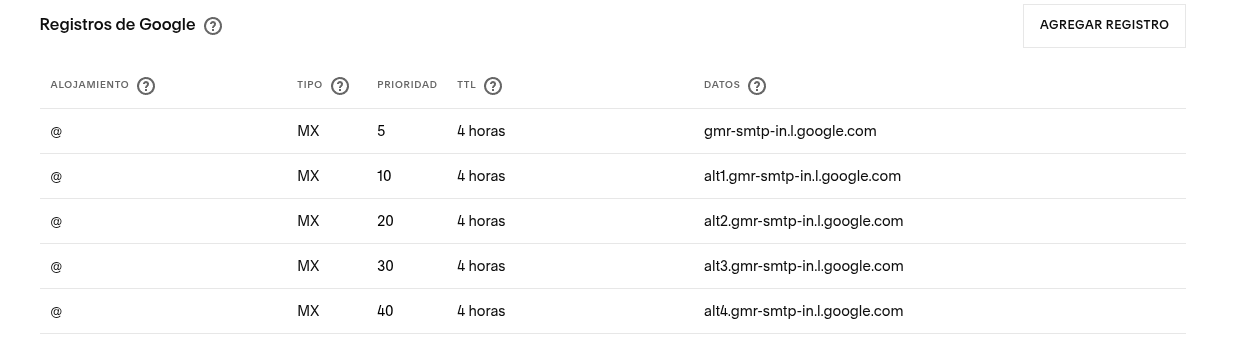 Registros de Google ?
AGREGAR REGISTRO
ALOJAMIENTO ? TIPO ? PRIORIDAD TTL ? DATOS ?
@ MX 5 4 horas gmr-smtp-in.l.google.com
@ MX 10 4 horas alt1.gmr-smtp-in.l.google.com
@ MX 20 4 horas alt2.gmr-smtp-in.l.google.com
@ MX 30 4 horas alt3.gmr-smtp-in.l.google.com
@ MX 40 4 horas alt4.gmr-smtp-in.l.google.com